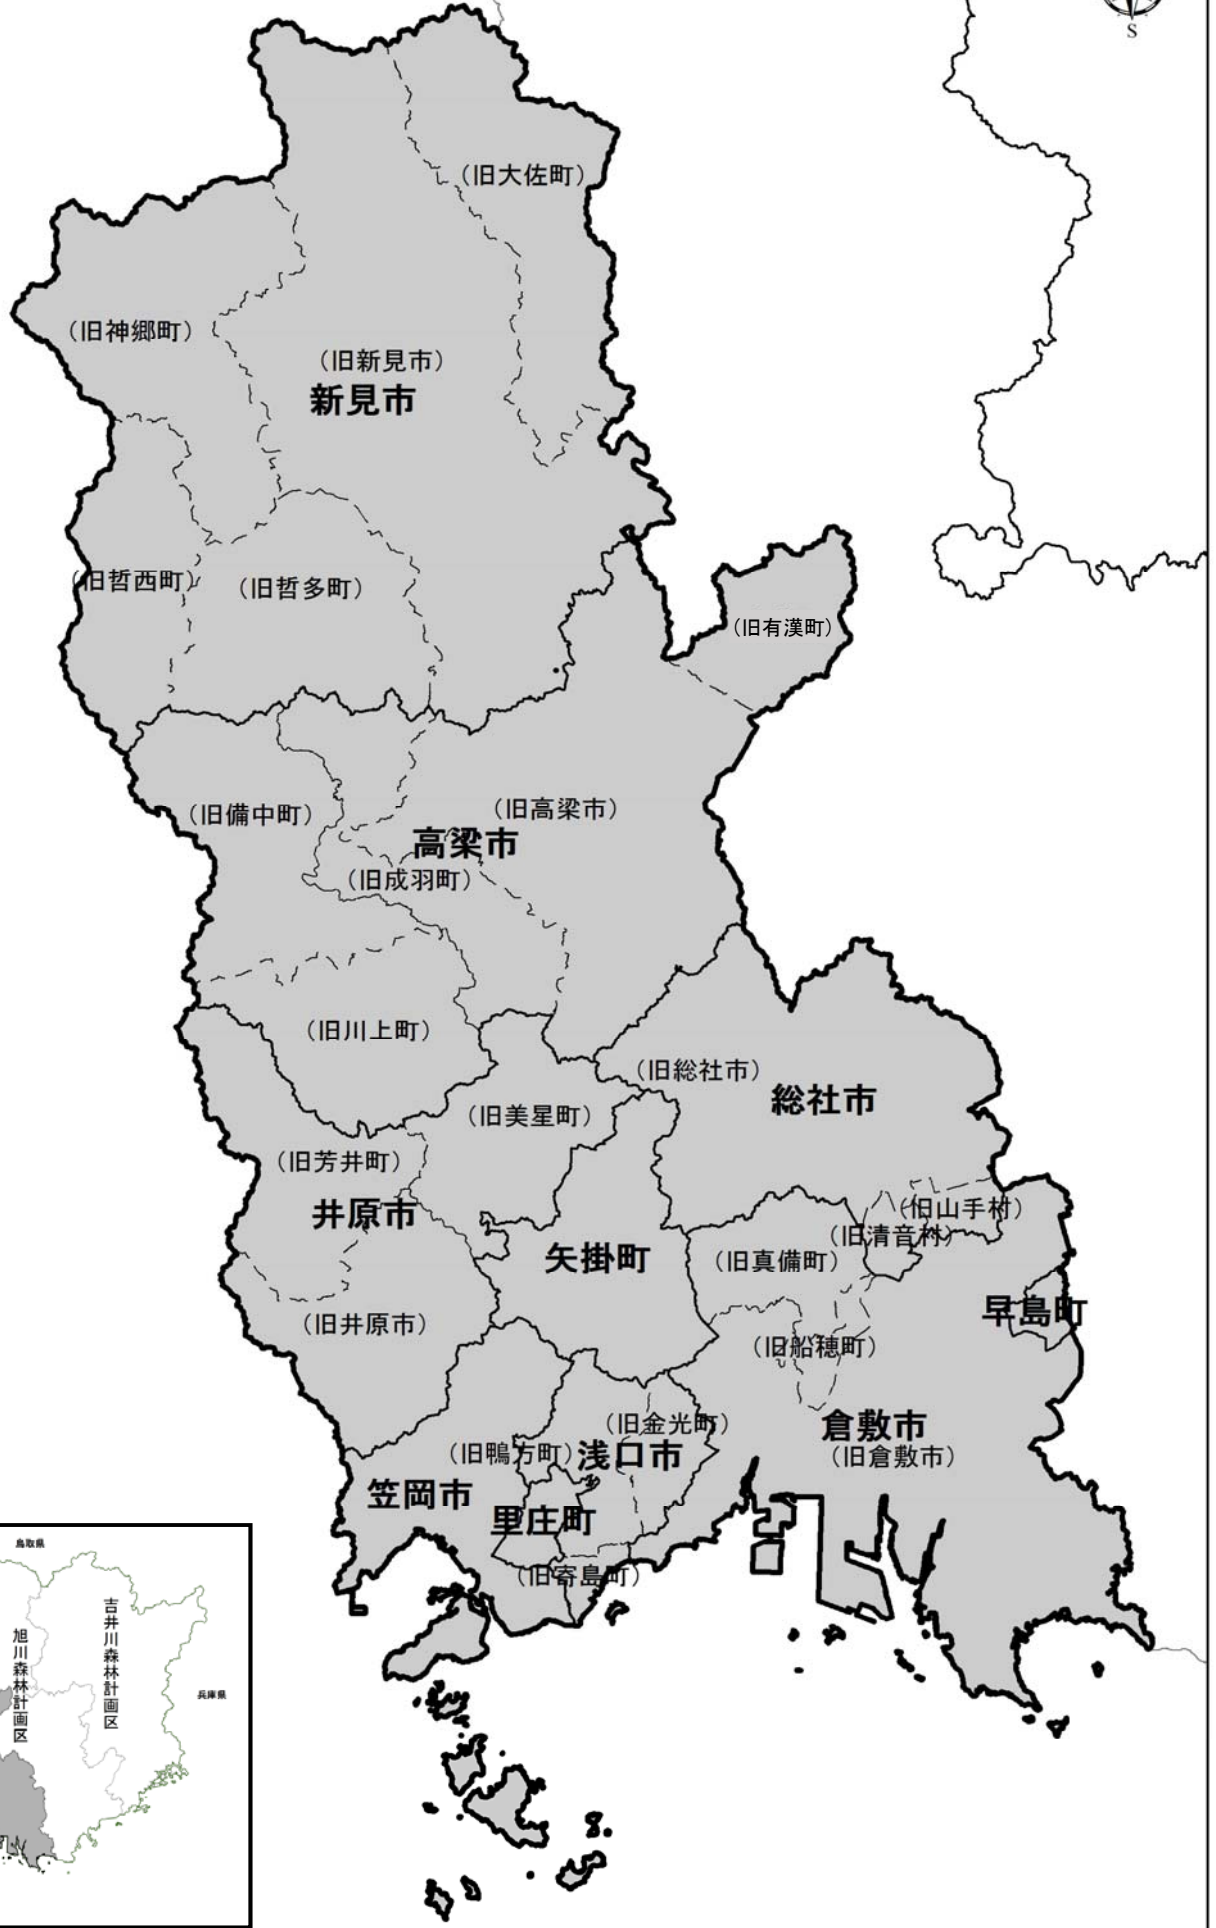 S
（旧大佐町）
（旧神郷町）
（旧新見市）
新見市
（旧哲西町）
（旧哲多町）
（旧有漢町）
（旧備中町）
（旧高梁市）
高梁市
（旧成羽町）
（旧川上町）
（旧総社市）
総社市
（旧美星町）
（旧芳井町）
井原市
（旧山手村）
（旧清音村）
矢掛町
（旧真備町）
早島町
（旧井原市）
（旧船穂町）
（旧金光町）
倉敷市
（旧鴨方町）
浅口市
（旧倉敷市）
笠岡市
里庄町
（旧寄島町）
鳥取県
吉井川森林計画区
旭川森林計画区
兵庫県